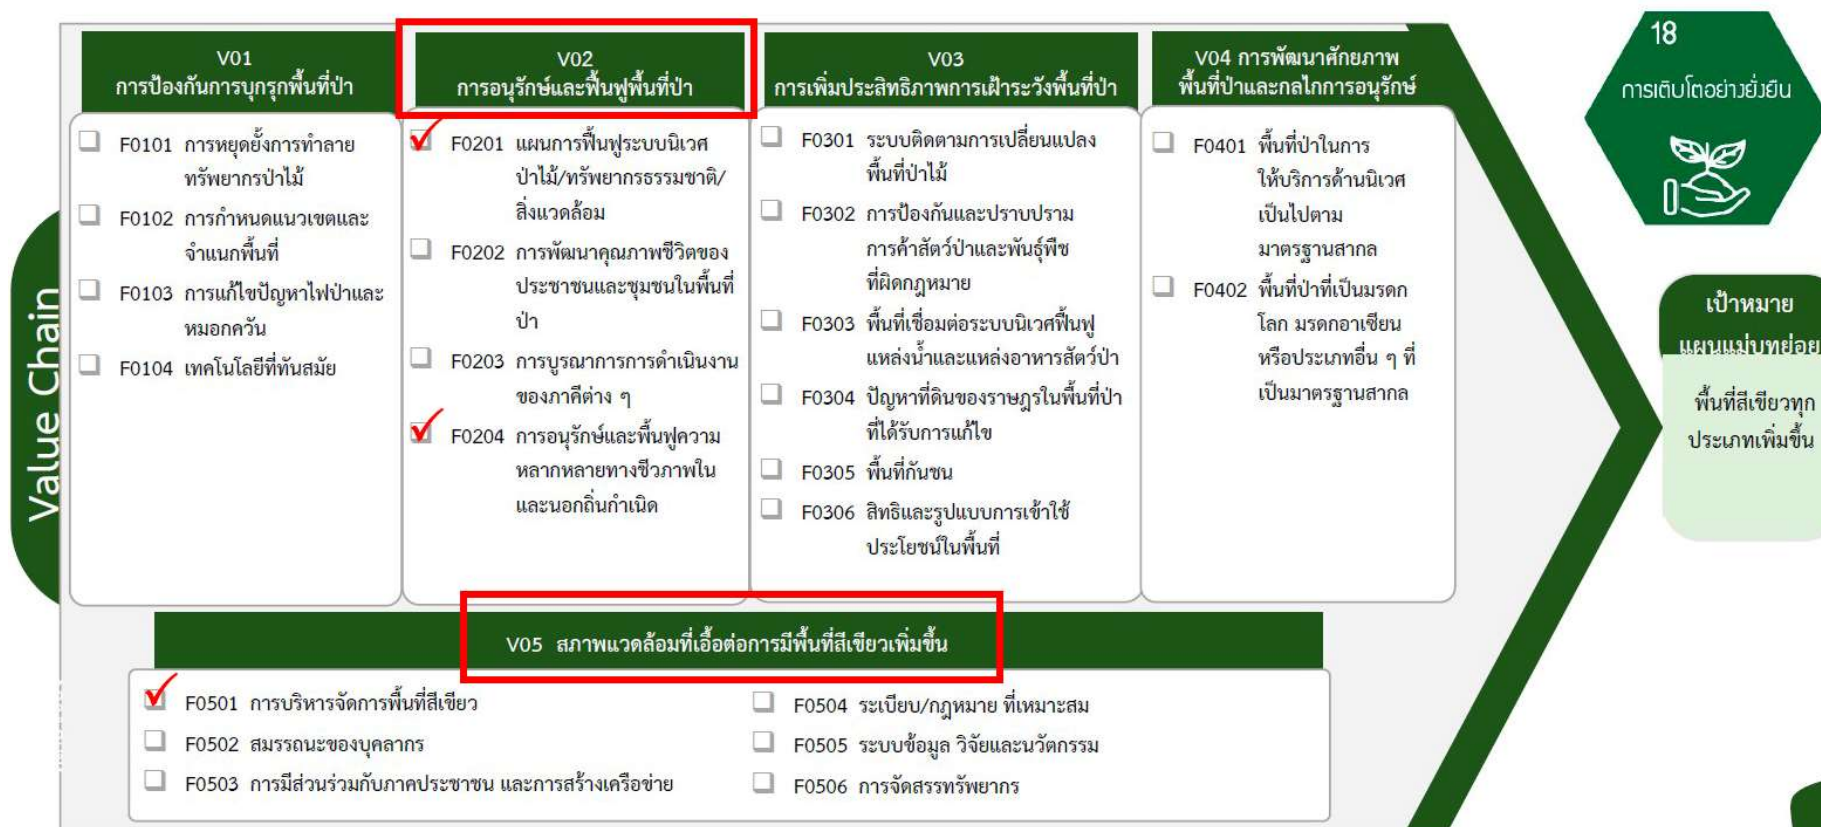 Value Chain
V01
การป้องกันการบุกรุกพื้นที่ป่า
F0101 การหยุดยั้งการทำลาย
ทรัพยากรป่าไม้
F0102 การกำหนดแนวเขตและ
จำแนกพื้นที่
F0103 การแก้ไขปัญหาไฟป่าและ
หมอกควัน
F0104 เทคโนโลยีที่ทันสมัย
V02
การอนุรักษ์และฟื้นฟูพื้นที่ป่า
F0201 แผนการฟื้นฟูระบบนิเวศ
ป่าไม้/ทรัพยากรธรรมชาติ/
สิ่งแวดล้อม
F0202 การพัฒนาคุณภาพชีวิตของ
ประชาชนและชุมชนในพื้นที่
ป่า
F0203 การบูรณาการการดำเนินงาน
ของภาคีต่าง ๆ
F0204 การอนุรักษ์และฟื้นฟูความ
หลากหลายทางชีวภาพใน
และนอกถิ่นกำเนิด
V03
การเพิ่มประสิทธิภาพการเฝ้าระวังพื้นที่ป่า
F0301 ระบบติดตามการเปลี่ยนแปลง
พื้นที่ป่าไม้
F0302 การป้องกันและปราบปราม
การค้าสัตว์ป่าและพันธุ์พืช
ที่ผิดกฎหมาย
F0303 พื้นที่เชื่อมต่อระบบนิเวศฟื้นฟู
แหล่งน้ำและแหล่งอาหารสัตว์ป่า
F0304 ปัญหาที่ดินของราษฎรในพื้นที่ป่า
ที่ได้รับการแก้ไข
F0305 พื้นที่กันชน
F0306 สิทธิและรูปแบบการเข้าใช้
ประโยชน์ในพื้นที่
V04 การพัฒนาศักยภาพ
พื้นที่ป่าและกลไกการอนุรักษ์
F0401 พื้นที่ป่าในการ
ให้บริการด้านนิเวศ
เป็นไปตาม
มาตรฐานสากล
F0402 พื้นที่ป่าที่เป็นมรดก
โลก มรดกอาเซียน
หรือประเภทอื่น ๆ ที่
เป็นมาตรฐานสากล
V05 สภาพแวดล้อมที่เอื้อต่อการมีพื้นที่สีเขียวเพิ่มขึ้น
F0501 การบริหารจัดการพื้นที่สีเขียว
F0502 สมรรถนะของบุคลากร
F0503 การมีส่วนร่วมกับภาคประชาชน และการสร้างเครือข่าย
F0504 ระเบียบ/กฎหมาย ที่เหมาะสม
F0505 ระบบข้อมูล วิจัยและนวัตกรรม
F0506 การจัดสรรทรัพยากร
18
การเติบโตอย่างยั่งยืน
เป้าหมาย
แผนแม่บทย่อย
พื้นที่สีเขียวทุก
ประเภทเพิ่มขึ้น